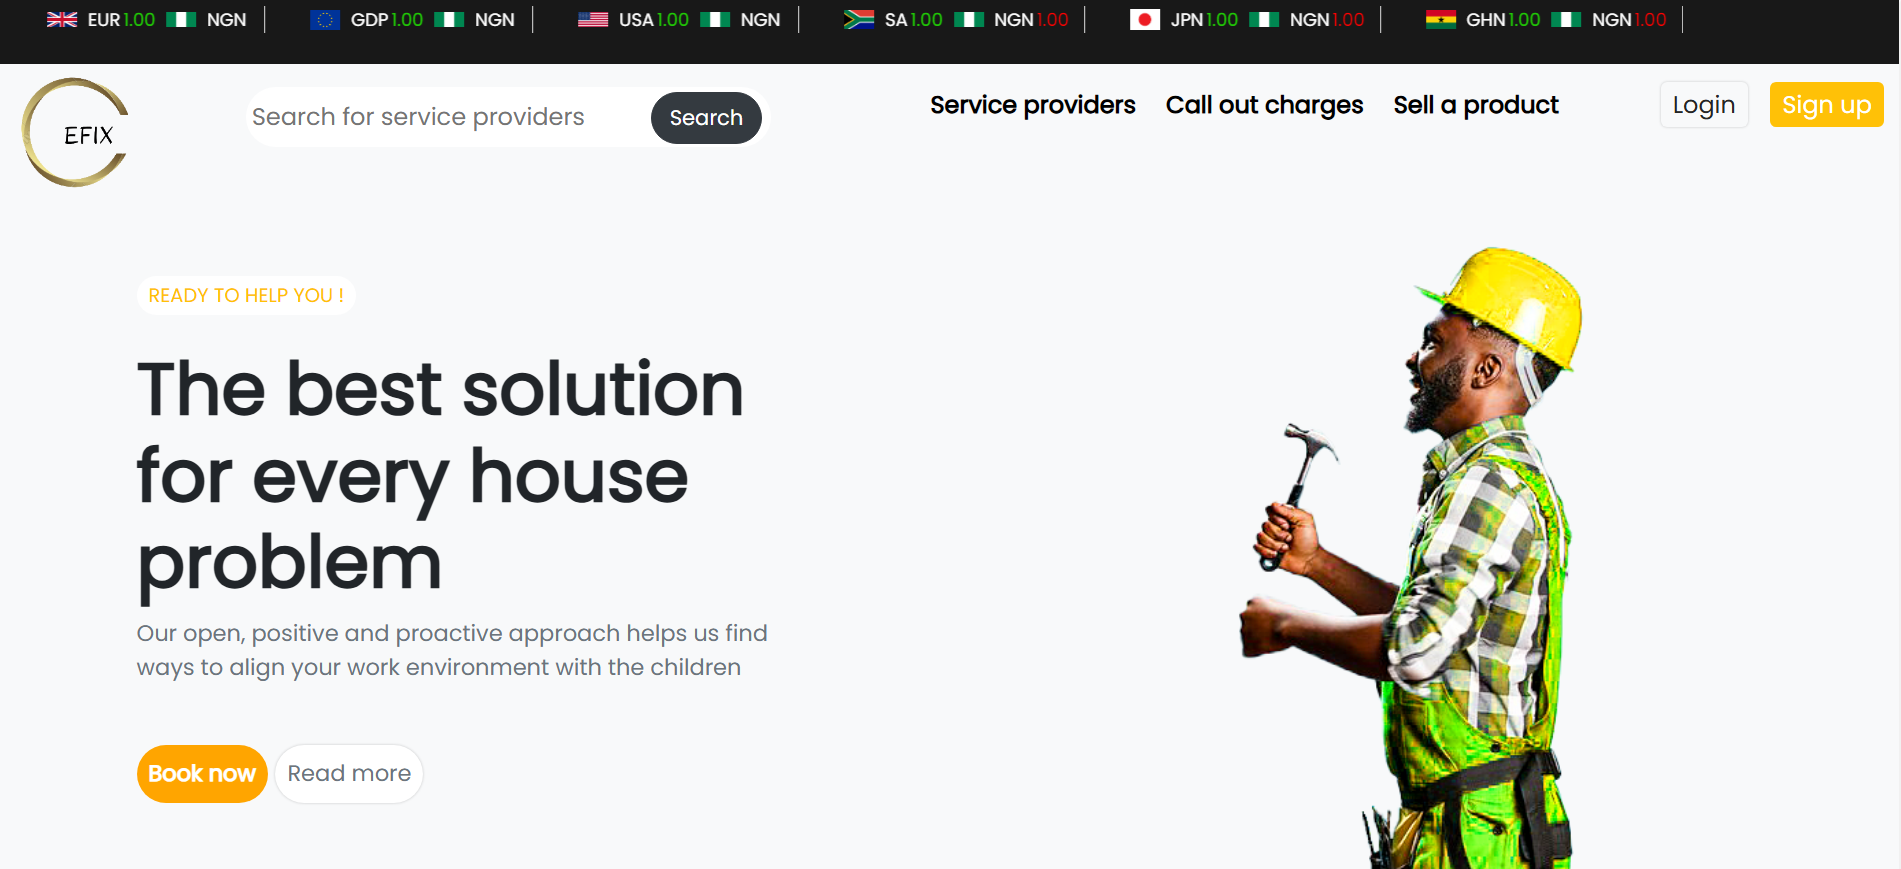 EUR 1.00 NGN GDP 1.00 NGN USA 1.00 NGN SA 1.00 NGN 1.00 JPN 1.00 NGN 1.00 GHN 1.00 NGN 1.00
EFIX
Search for service providers Search Service providers Call out charges Sell a product Login Sign up
READY TO HELP YOU !
The best solution
for every house
problem
Our open, positive and proactive approach helps us find
ways to align your work environment with the children
Book now Read more